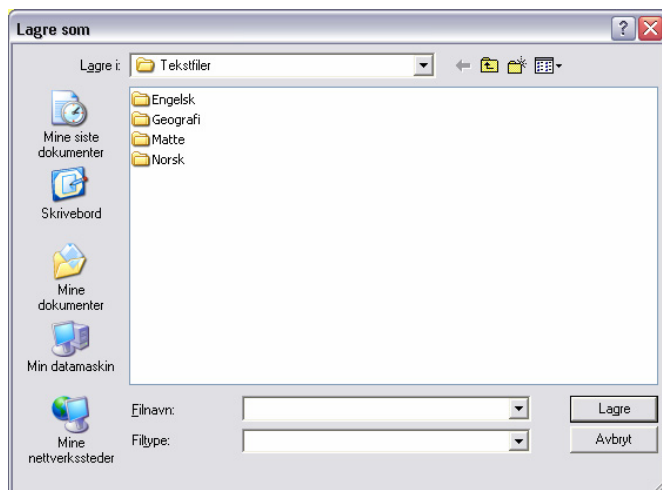 Lagre som
Lagre i:
Tekstfiler
Mine siste
dokumenter
Skrivebord
Mine
dokumenter
Min datamaskin
Mine
nettverkssteder
Engelsk
Geografi
Matte
Norsk
Filnavn:
Lagre
Filtype:
Avbryt